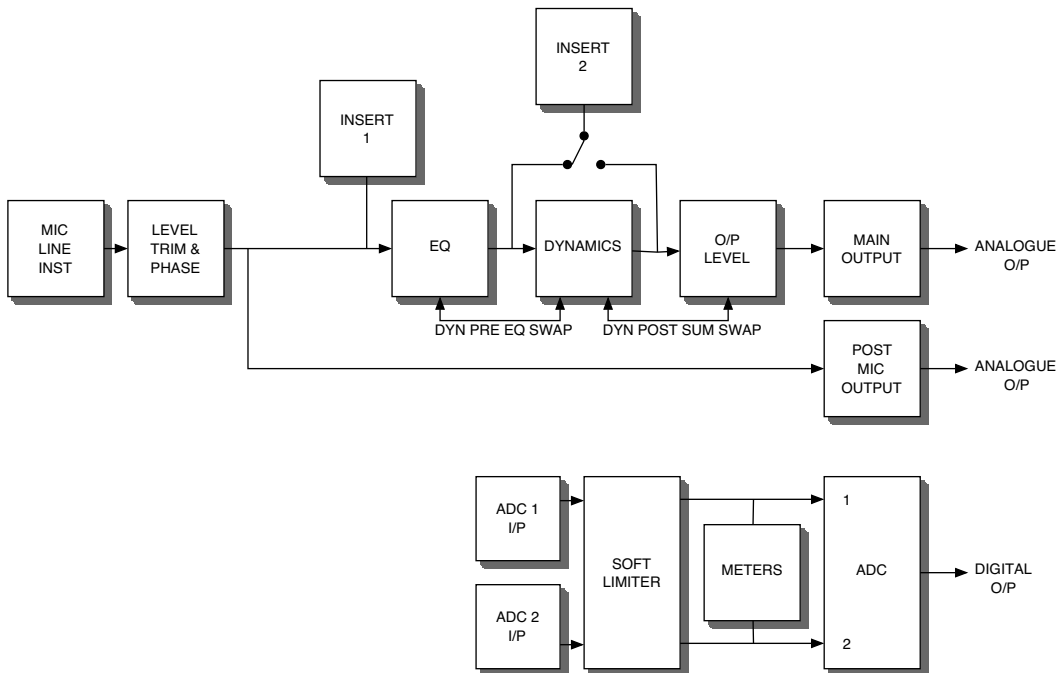 INSERT
2
INSERT
1
MIC
LINE
INST
LEVEL
TRIM &
PHASE
EQ
DYNAMICS
O/P
LEVEL
MAIN
OUTPUT
ANALOGUE
O/P
DYN PRE EQ SWAP
DYN POST SUM SWAP
POST
MIC
OUTPUT
ANALOGUE
O/P
ADC 1
I/P
ADC 2
I/P
SOFT
LIMITER
METERS
1
ADC
2
DIGITAL
O/P